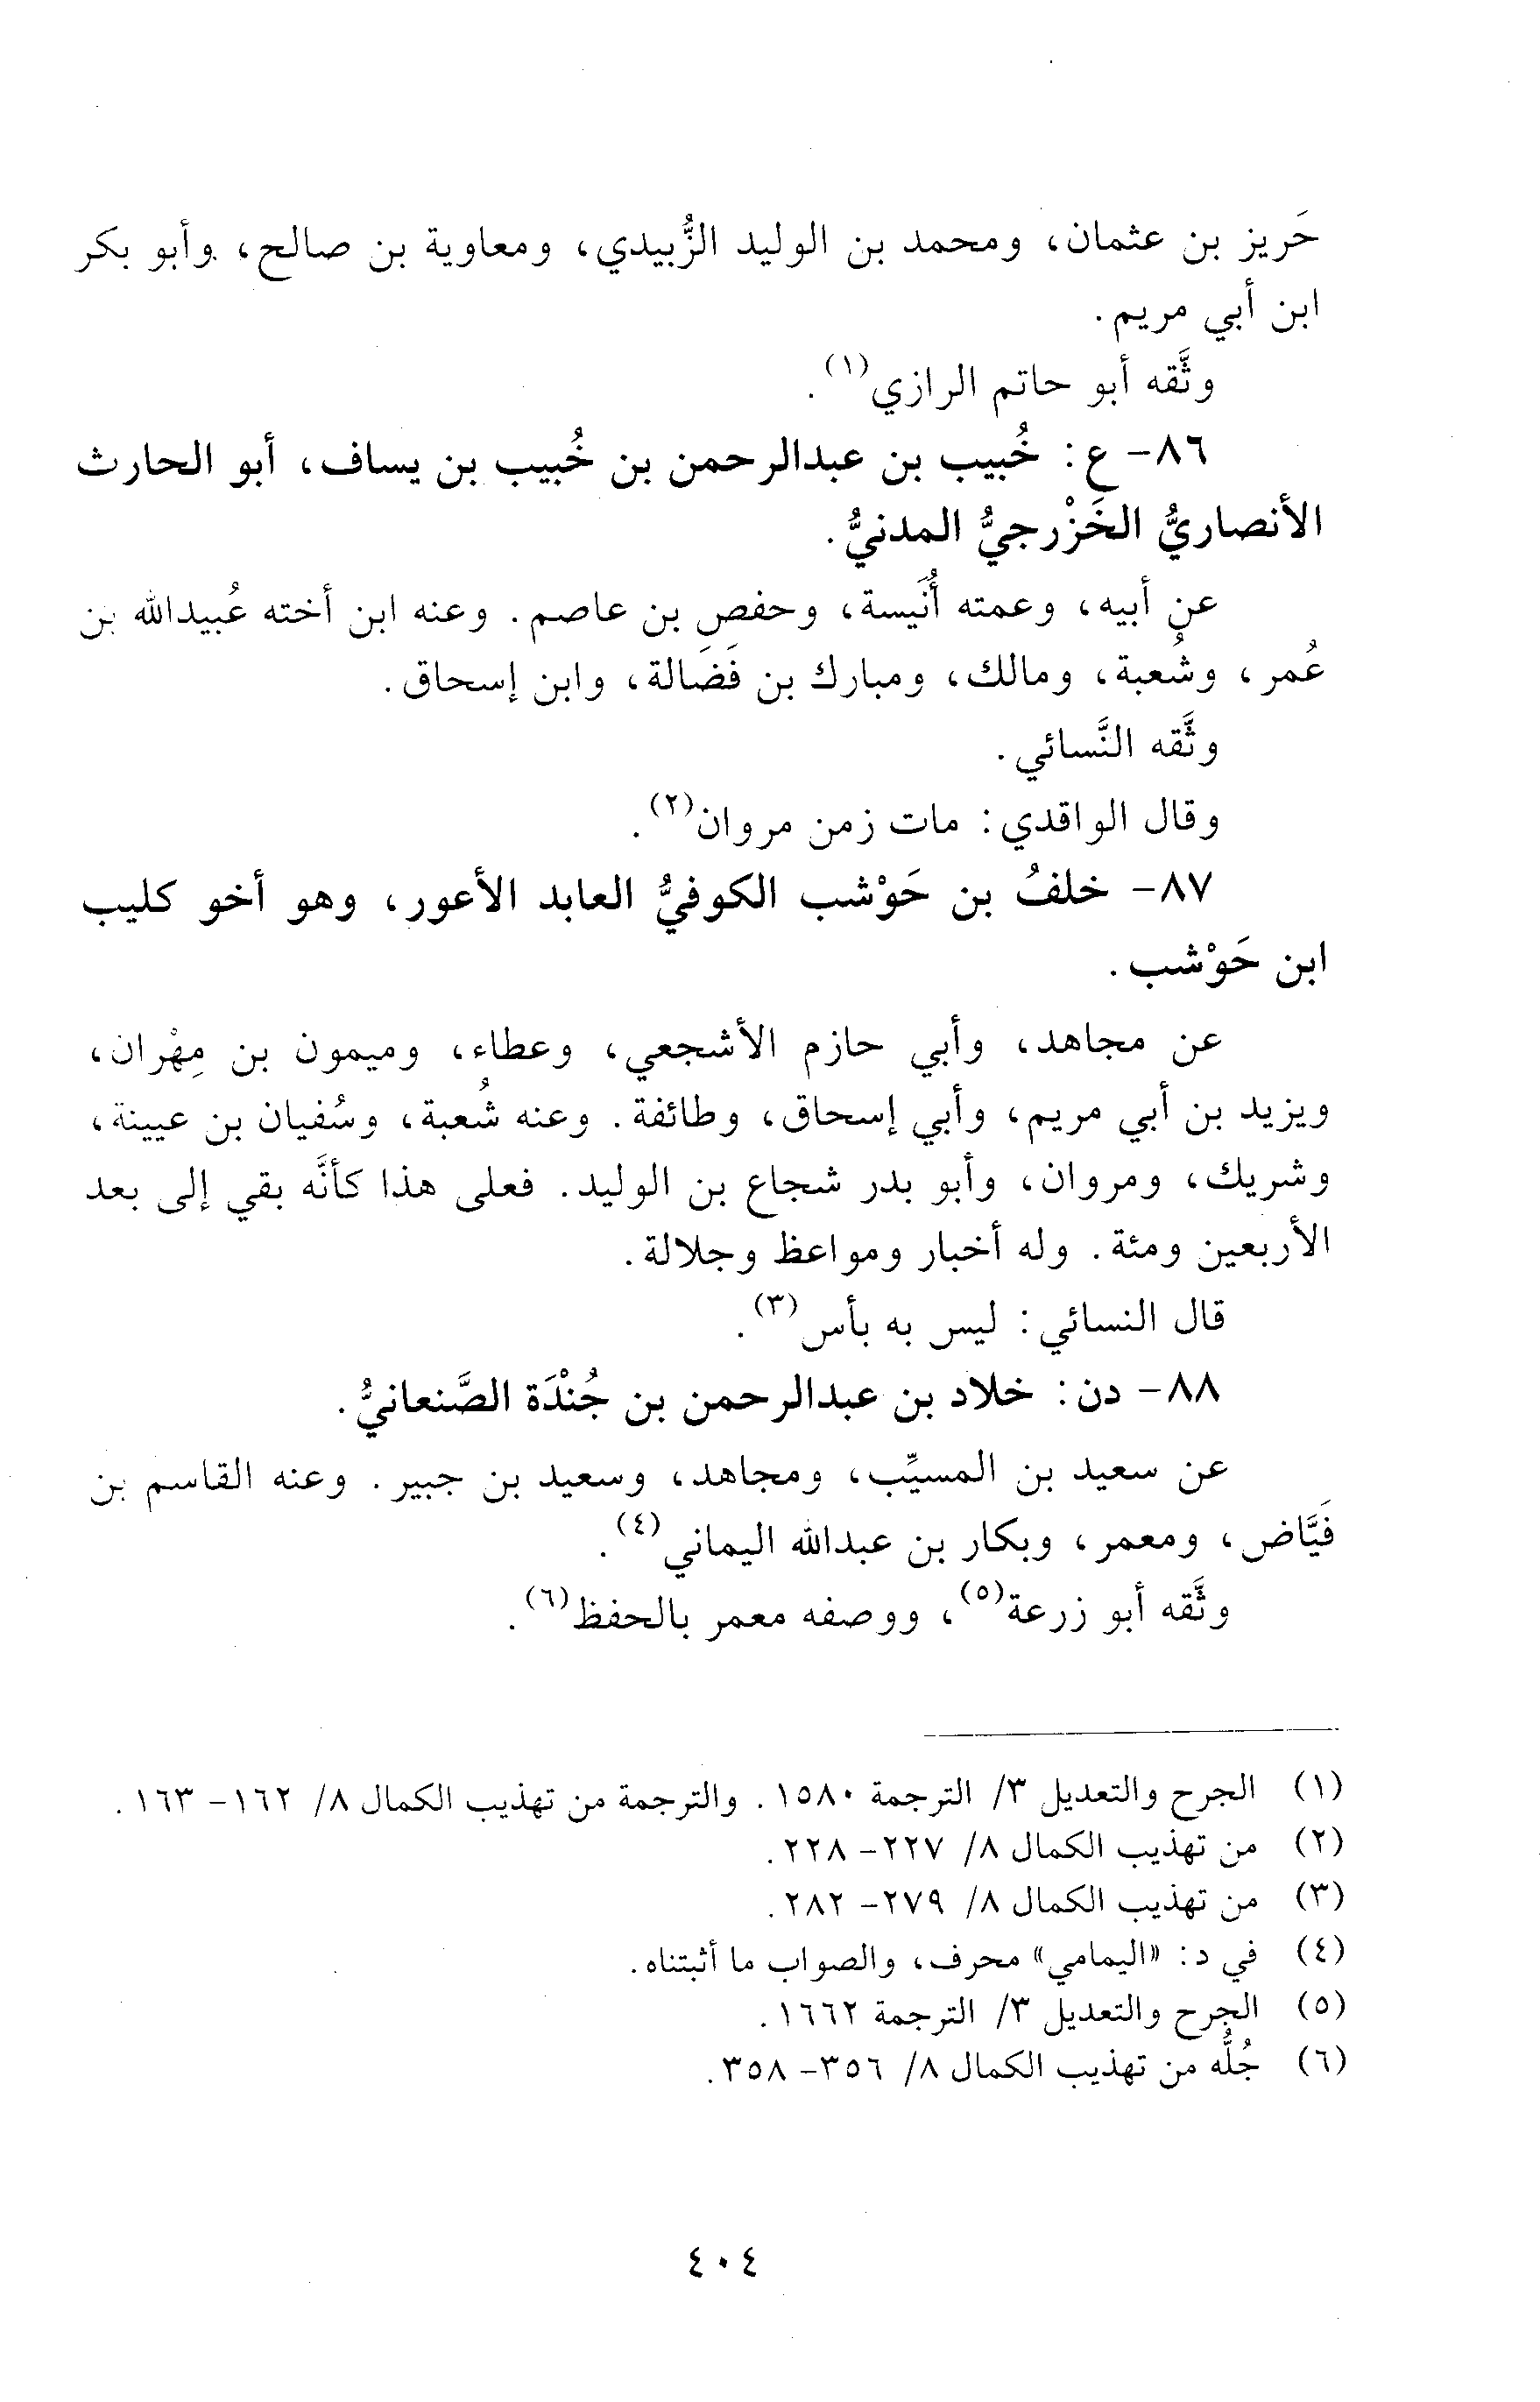 حَريز بن عثمان، ومحمد بن الوليد الزُّبيدي، ومعاوية بن صالح، وأبو بكر
ابن أبي مريم.
وثَّقه أبو حاتم الرازي(١).
٨٦- ع: خُبيب بن عبدالرحمن بن خُبيب بن يساف، أبو الحارث
الأنصاريُّ الخَزْرجيُّ المدنيُّ.
عن أبيه، وعمته أُنَيسة، وحفص بن عاصم. وعنه ابن أخته عُبيدالله بن
عُمر، وشُعبة، ومالك، ومبارك بن فَضَالة، وابن إسحاق.
وثَّقه النَّسائي.
وقال الواقدي: مات زمن مروان(٢).
٨٧- خلفُ بن حَوْشب الكوفيُّ العابد الأعور، وهو أخو كليب
ابن حَوْشب.
عن مجاهد، وأبي حازم الأشجعي، وعطاء، وميمون بن مِهْران،
ويزيد بن أبي مريم، وأبي إسحاق، وطائفة. وعنه شُعبة، وسُفيان بن عيينة،
وشريك، ومروان، وأبو بدر شجاع بن الوليد. فعلى هذا كأنَّه بقي إلى بعد
الأربعين ومئة. وله أخبار ومواعظ وجلالة.
قال النسائي: ليس به بأس(٣).
٨٨- دن: خلاد بن عبدالرحمن بن جُنْدَة الصَّنعانيُّ.
عن سعيد بن المسيِّب، ومجاهد، وسعيد بن جبير. وعنه القاسم بن
فَيَّاض، ومعمر، وبكار بن عبدالله اليماني(٤).
وثَّقه أبو زرعة(٥)، ووصفه معمر بالحفظ(٦).
(١) الجرح والتعديل ٣/ الترجمة ١٥٨٠. والترجمة من تهذيب الكمال ٨/ ١٦٢- ١٦٣.
(٢) من تهذيب الكمال ٨/ ٢٢٧- ٢٢٨.
(٣) من تهذيب الكمال ٨/ ٢٧٩- ٢٨٢.
(٤) في د: «اليمامي» محرف، والصواب ما أثبتناه.
(٥) الجرح والتعديل ٣/ الترجمة ١٦٦٢.
(٦) جُلُّه من تهذيب الكمال ٨/ ٣٥٦- ٣٥٨.
٤٠٤